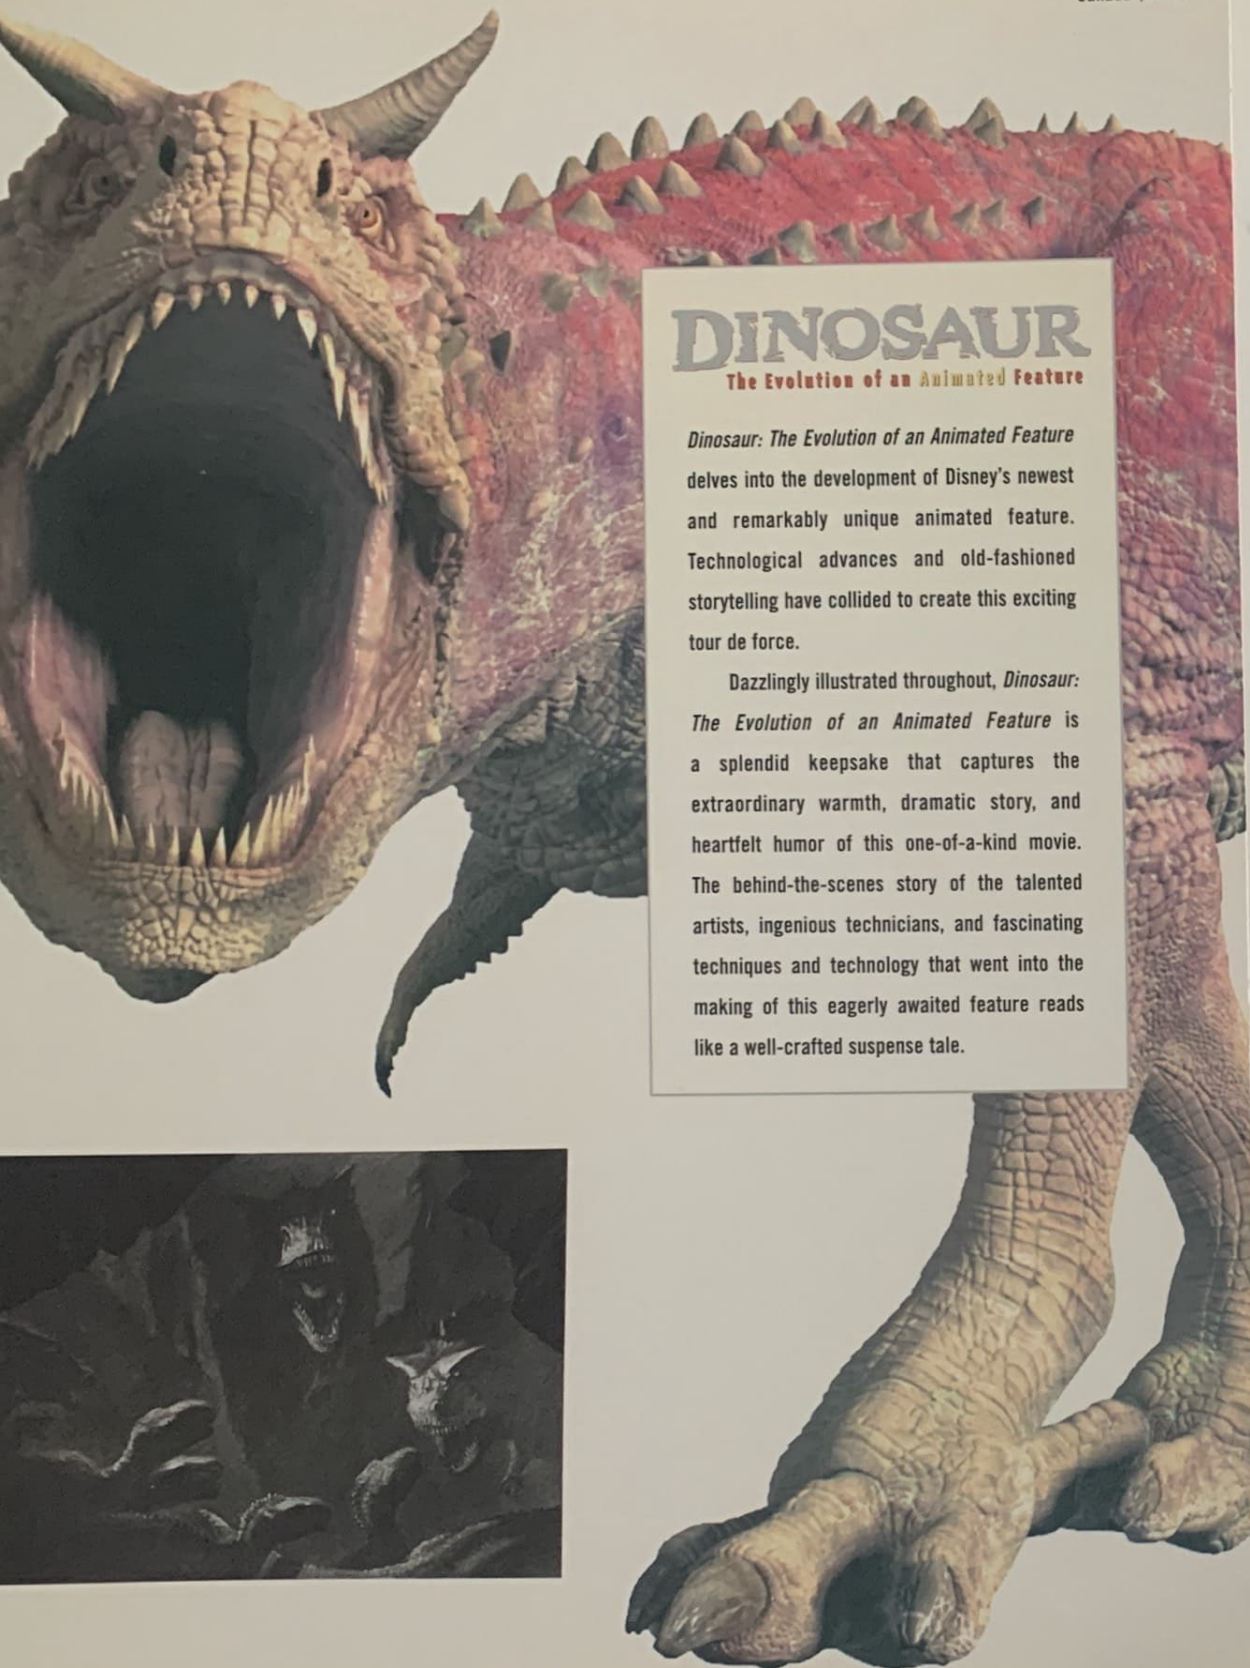 DINOSAUR
The Evolution of an Animated Feature
Dinosaur: The Evolution of an Animated Feature
delves into the development of Disney's newest
and remarkably unique animated feature.
Technological advances and old-fashioned
storytelling have collided to create this exciting
tour de force.
Dazzlingly illustrated throughout, Dinosaur:
The Evolution of an Animated Feature is
a splendid keepsake that captures the
extraordinary warmth, dramatic story, and
heartfelt humor of this one-of-a-kind movie.
The behind-the-scenes story of the talented
artists, ingenious technicians, and fascinating
techniques and technology that went into the
making of this eagerly awaited feature reads
like a well-crafted suspense tale.